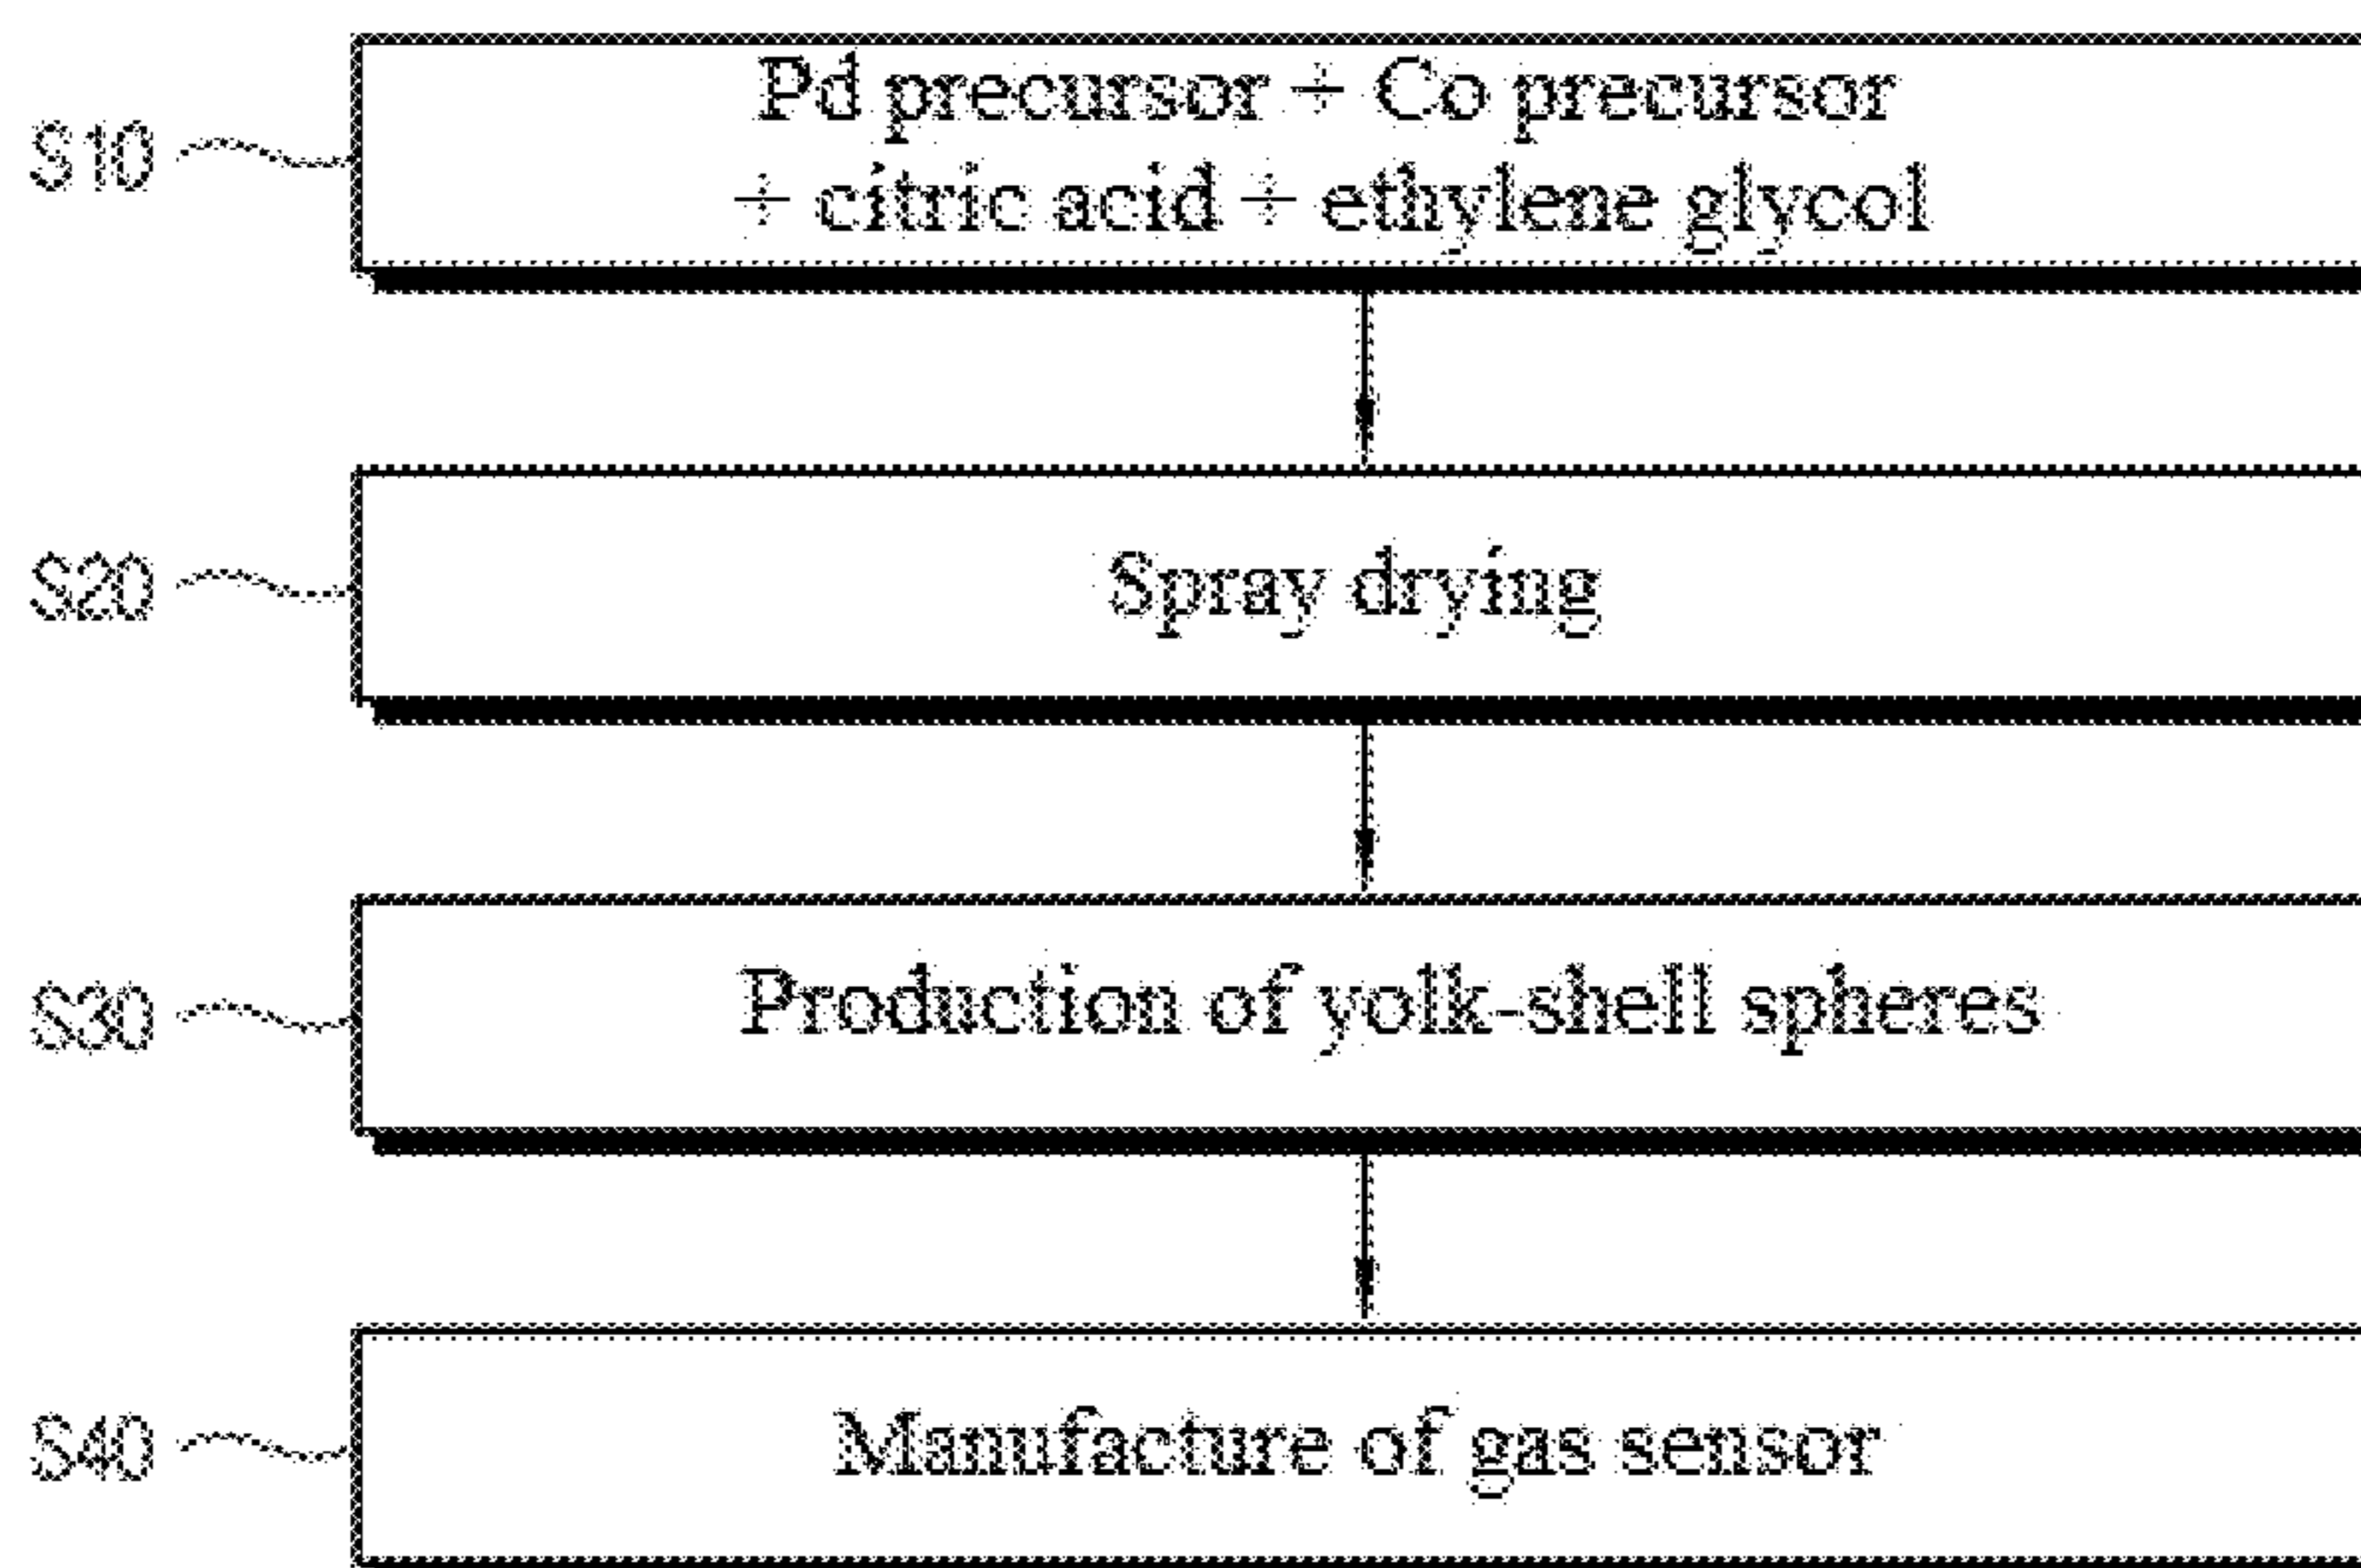 S10
Pd precursor + Co precursor
+ citric acid + ethylene glycol
S20
Spray drying
S30
Production of yolk-shell spheres
S40
Manufacture of gas sensor